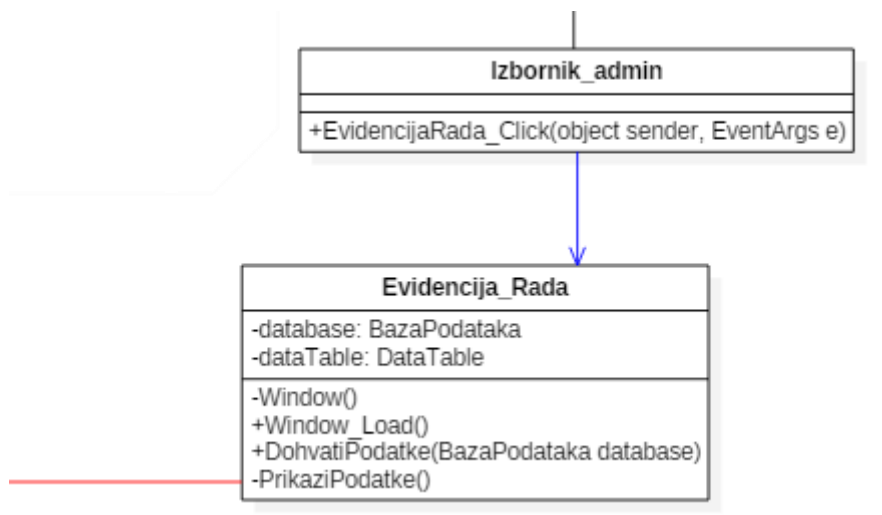 Izbornik_admin
+EvidencijaRada_Click(object sender, EventArgs e)
Evidencija_Rada
-database: BazaPodataka
-dataTable: DataTable
-Window()
+Window_Load()
+DohvatiPodatke(BazaPodataka database)
-PrikaziPodatke()